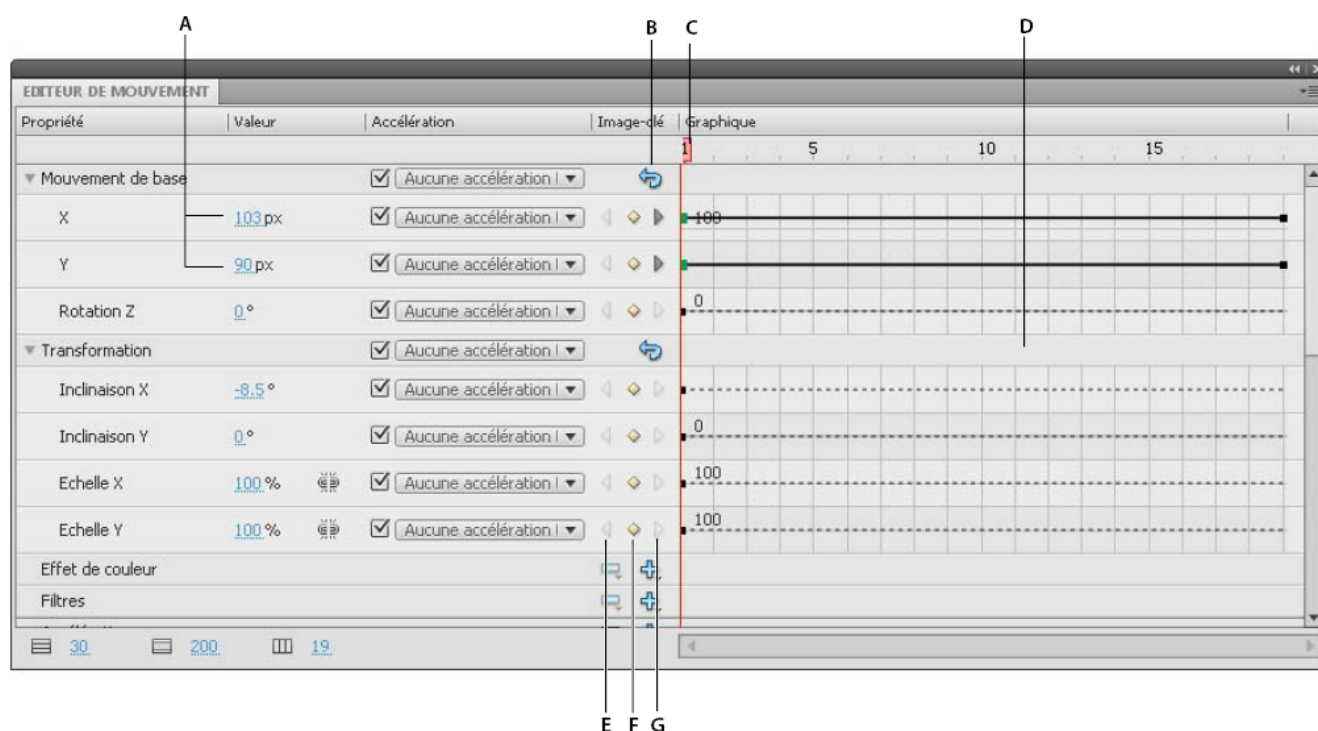 A B C D
EDITEUR DE MOUVEMENT
Propriété Valeur Accélération Image-clé Graphique
1 5 10 15
Mouvement de base Aucune accélération
X 103 px Aucune accélération 100
Y 90 px Aucune accélération
Rotation Z 0 ° Aucune accélération 0
Transformation Aucune accélération
Inclinaison X -8.5 ° Aucune accélération
Inclinaison Y 0 ° Aucune accélération 0
Echelle X 100 % Aucune accélération 100
Echelle Y 100 % Aucune accélération 100
Effet de couleur
Filtres
30 200 19
E F G